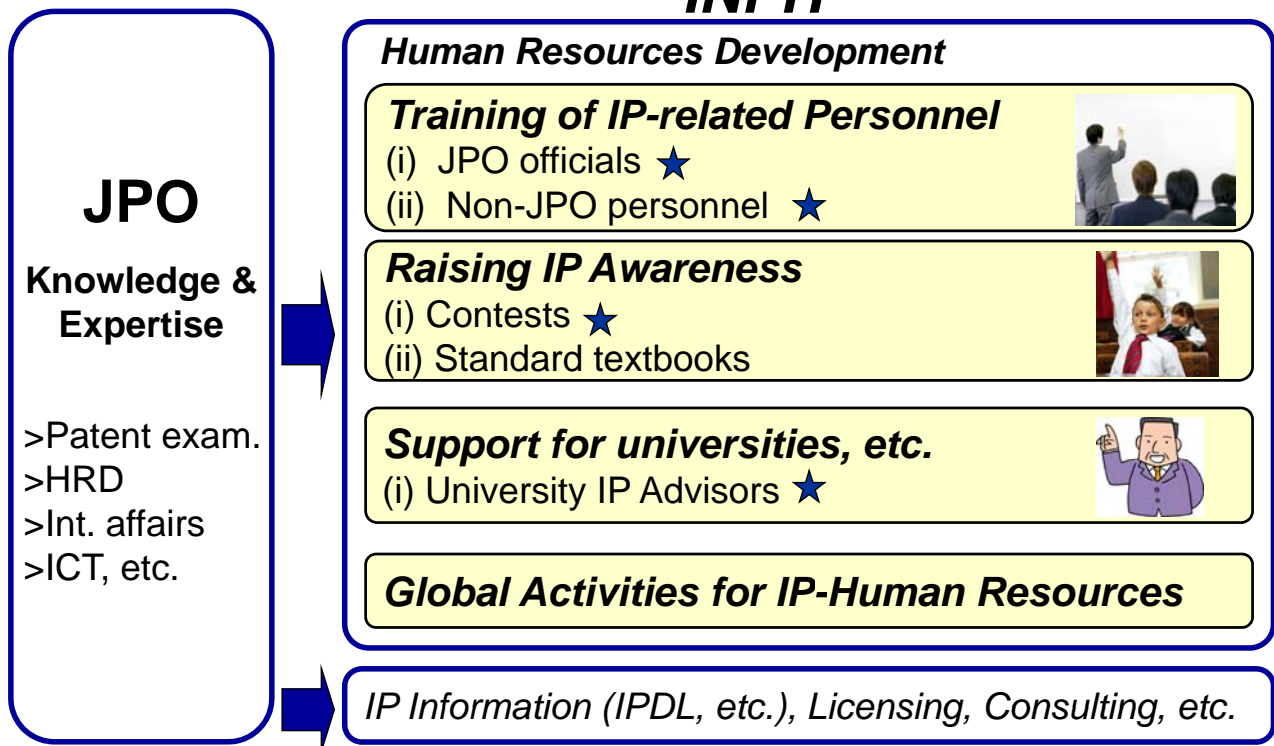 JPO
Knowledge &
Expertise
>Patent exam.
>HRD
>Int. affairs
>ICT, etc.
Human Resources Development
Training of IP-related Personnel
(i) JPO officials ★
(ii) Non-JPO personnel ★
Raising IP Awareness
(i) Contests ★
(ii) Standard textbooks
Support for universities, etc.
(i) University IP Advisors ★
Global Activities for IP-Human Resources
IP Information (IPDL, etc.), Licensing, Consulting, etc.